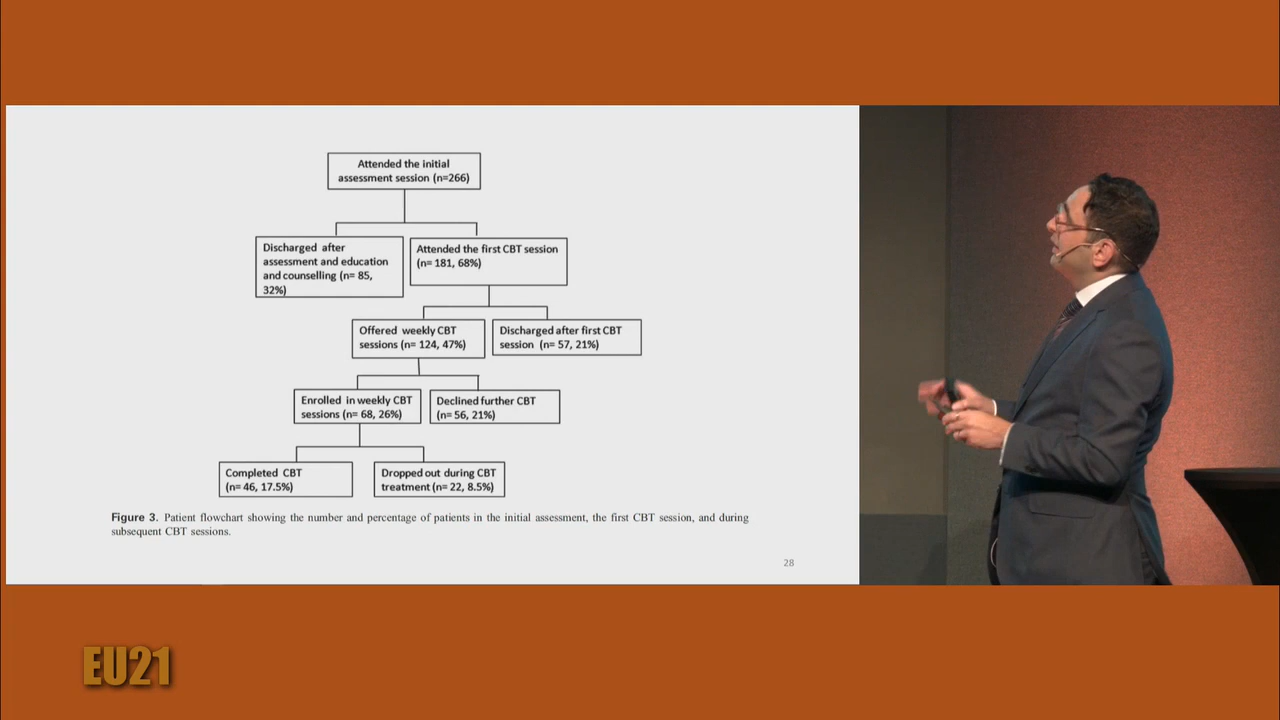 Attended the initial
assessment session (n=266)
Discharged after
assessment and education
and counselling (n= 85,
32%)
Attended the first CBT session
(n= 181, 68%)
Offered weekly CBT
sessions (n= 124, 47%)
Discharged after first CBT
session (n= 57, 21%)
Enrolled in weekly CBT
sessions (n= 68, 26%)
Declined further CBT
(n= 56, 21%)
Completed CBT
(n= 46, 17.5%)
Dropped out during CBT
treatment (n= 22, 8.5%)
Figure 3. Patient flowchart showing the number and percentage of patients in the initial assessment, the first CBT session, and during
subsequent CBT sessions.
28
EU21